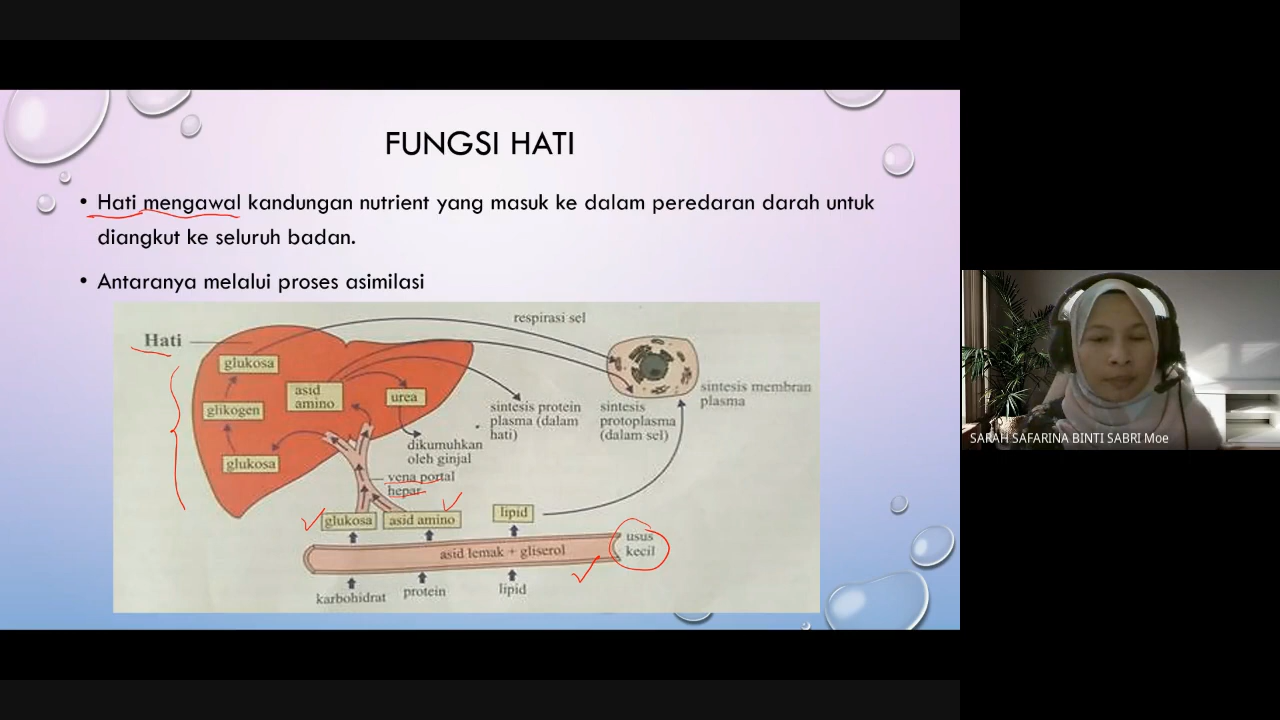 FUNGSI HATI
• Hati mengawal kandungan nutrient yang masuk ke dalam peredaran darah untuk
diangkut ke seluruh badan.
• Antaranya melalui proses asimilasi
respirasi sel
Hati
glukosa
asid
amino
urea
glikogen
glukosa
sintesis protein
plasma (dalam
hati)
sintesis
protoplasma
(dalam sel)
sintesis membran
plasma
dikumuhkan
oleh ginjal
vena portal
hepar
glukosa
asid amino
lipid
asid lemak + gliserol
usus
kecil
karbohidrat
protein
lipid
SARAH SAFARINA BINTI SABRI Moe